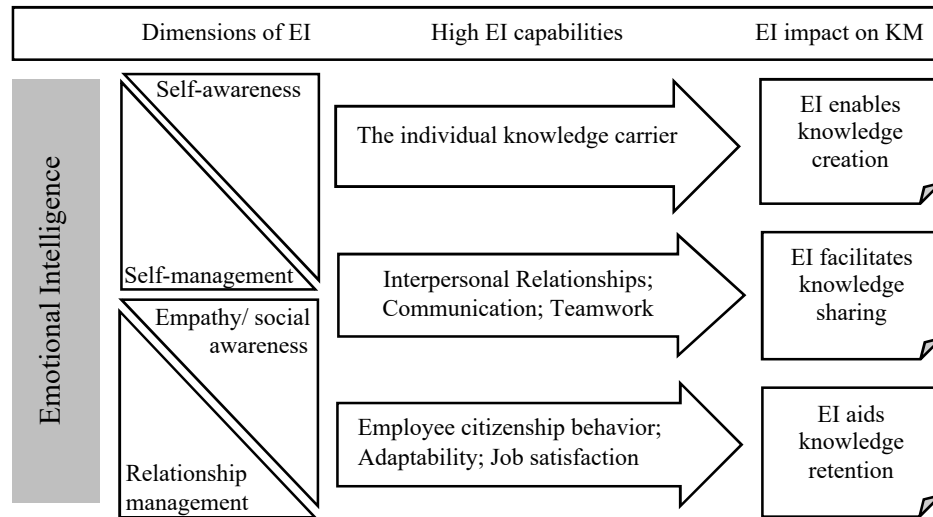 Dimensions of EI
High EI capabilities
EI impact on KM
Emotional Intelligence
Self-awareness
Self-management
The individual knowledge carrier
EI enables
knowledge
creation
Interpersonal Relationships;
Communication; Teamwork
EI facilitates
knowledge
sharing
Empathy/ social
awareness
Relationship
management
Employee citizenship behavior;
Adaptability; Job satisfaction
EI aids
knowledge
retention